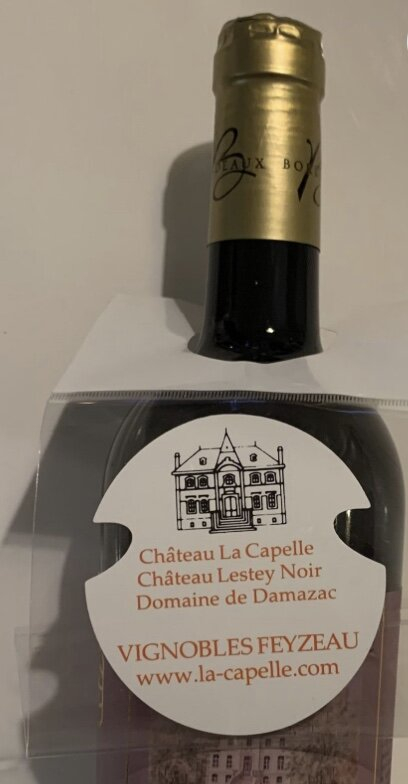 Château La Capelle
Château Lestey Noir
Domaine de Damazac
VIGNOBLES FEYZEAU
www.la-capelle.com